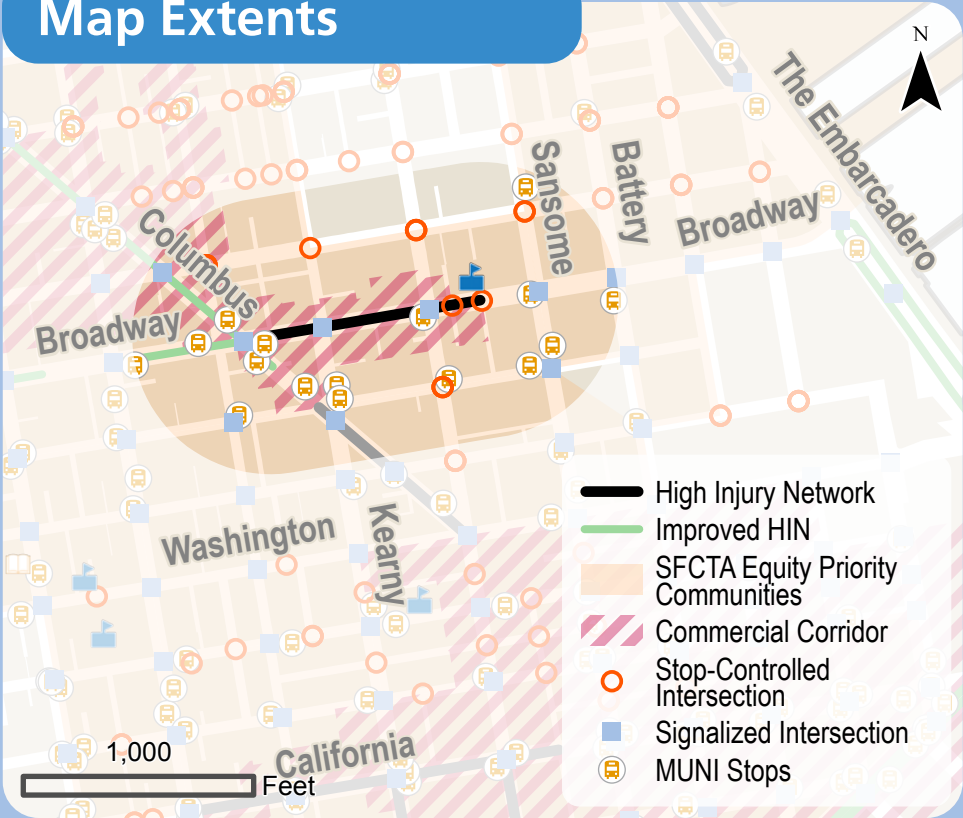 Map Extents
N
The Embarcadero
Sansome
Battery
Broadway
Columbus
Broadway
Washington
Kearny
California
1,000
Feet
High Injury Network
Improved HIN
SFCTA Equity Priority
Communities
Commercial Corridor
Stop-Controlled
Intersection
Signalized Intersection
MUNI Stops